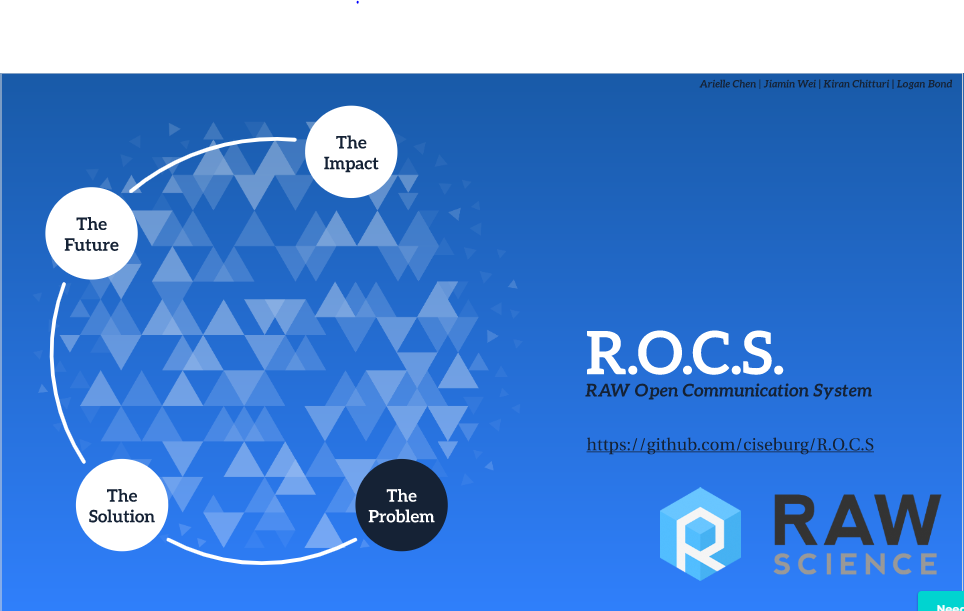 Arielle Chen | Jiamin Wei | Kiran Chitturi | Logan Bond
The
Impact
The
Future
R.O.C.S.
RAW Open Communication System
https://github.com/ciseburg/R.O.C.S
The
Solution
The
Problem
RAW
SCIENCE